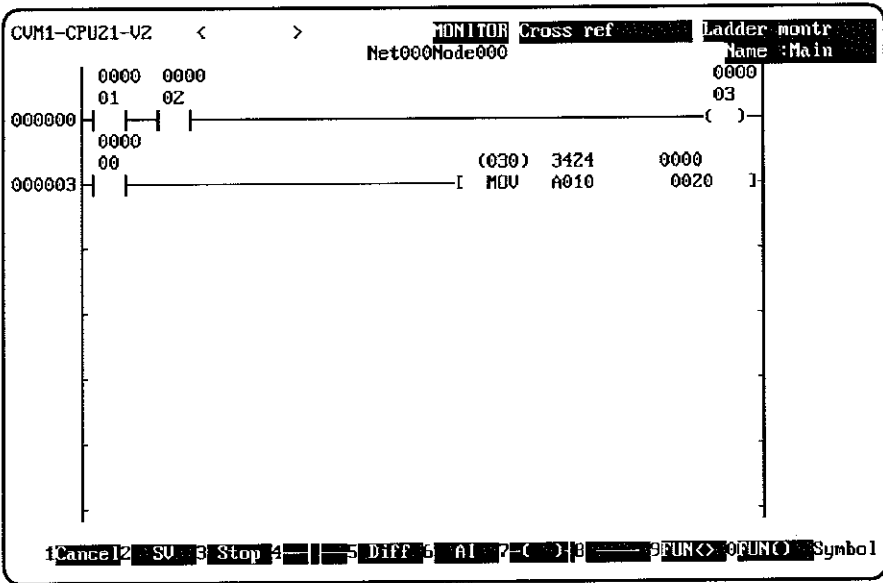 CVM1-CPU21-V2 < > MONITOR Cross ref Ladder montr
Net000Node000 Name :Main
0000 0000 0000
01 02 03
000000 ( )
0000
00 (030) 3424 0000
000003 [ MOV A010 0020 ]
1Cancel2 SV 3 Stop 4 5 Diff 6 AI 7-( )-8 9FUN<> 0FUN() Symbol